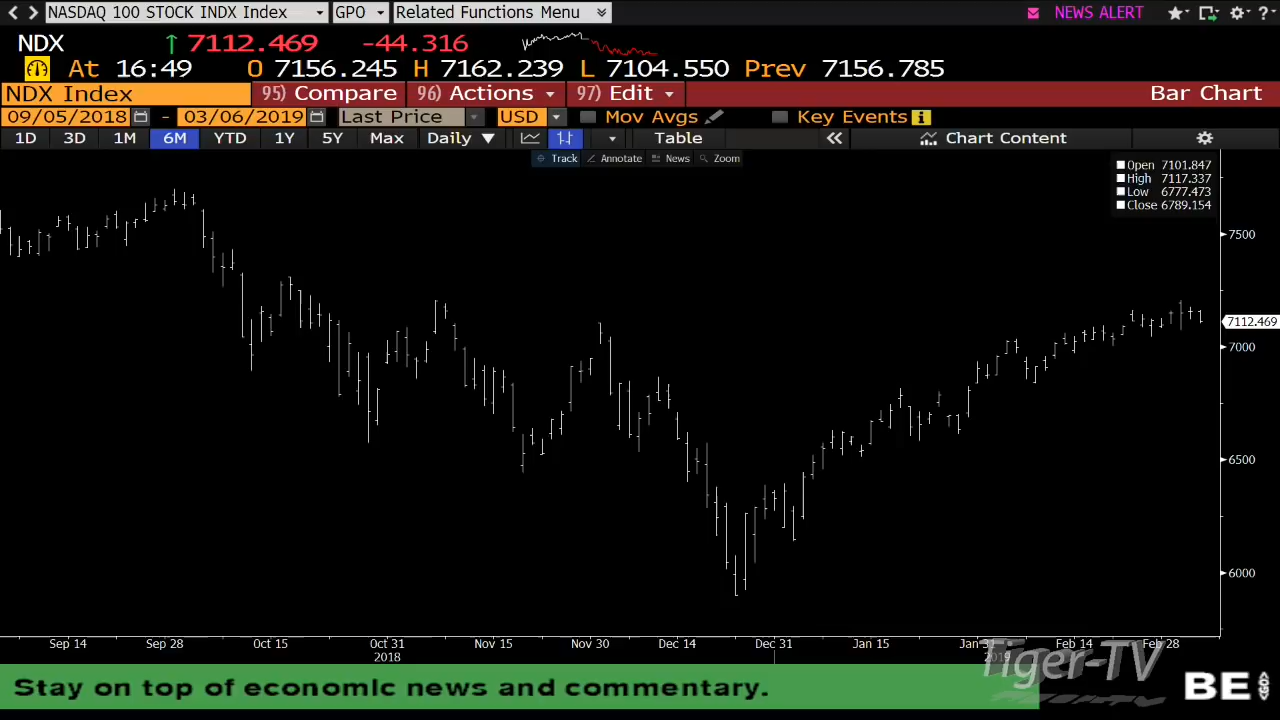 NASDAQ 100 STOCK INDX Index GPO Related Functions Menu NEWS ALERT
NDX 7112.469 -44.316
At 16:49 O 7156.245 H 7162.239 L 7104.550 Prev 7156.785
NDX Index 95) Compare 96) Actions 97) Edit Bar Chart
09/05/2018 - 03/06/2019 Last Price USD Mov Avgs Key Events
1D 3D 1M 6M YTD 1Y 5Y Max Daily Table Chart Content
Track Annotate News Zoom
Open 7101.847
High 7117.337
Low 6777.473
Close 6789.154
7500
7112.469
7000
6500
6000
Sep 14 Sep 28 Oct 15 Oct 31 Nov 15 Nov 30 Dec 14 Dec 31 Jan 15 Jan 31 Feb 14 Feb 28
2018 2019
Tiger-TV
Stay on top of economic news and commentary.
BE